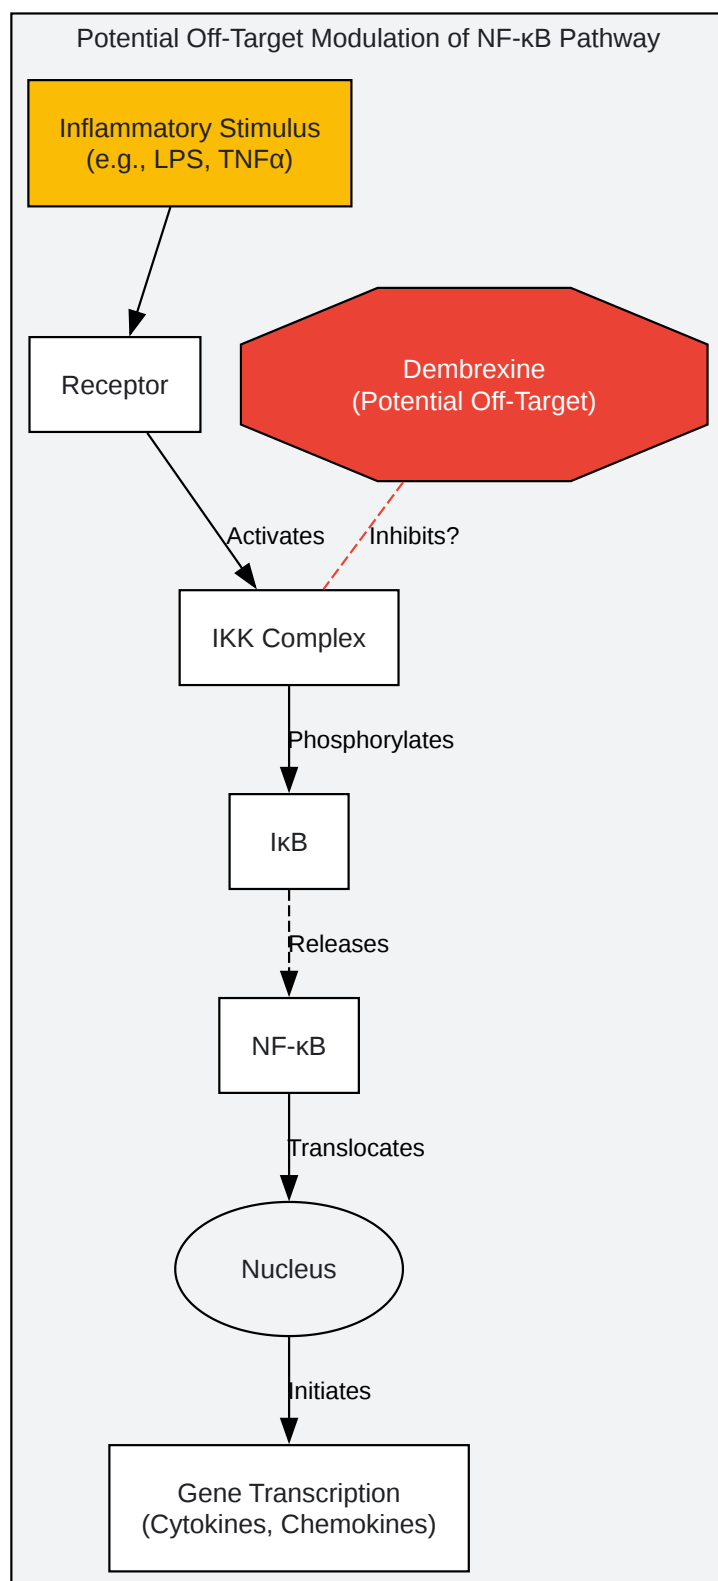 Potential Off-Target Modulation of NF-κB Pathway
Inflammatory Stimulus
(e.g., LPS, TNFα)
Receptor
Dembrexine
(Potential Off-Target)
Activates
Inhibits?
IKK Complex
Phosphorylates
IκB
Releases
NF-κB
Translocates
Nucleus
Initiates
Gene Transcription
(Cytokines, Chemokines)